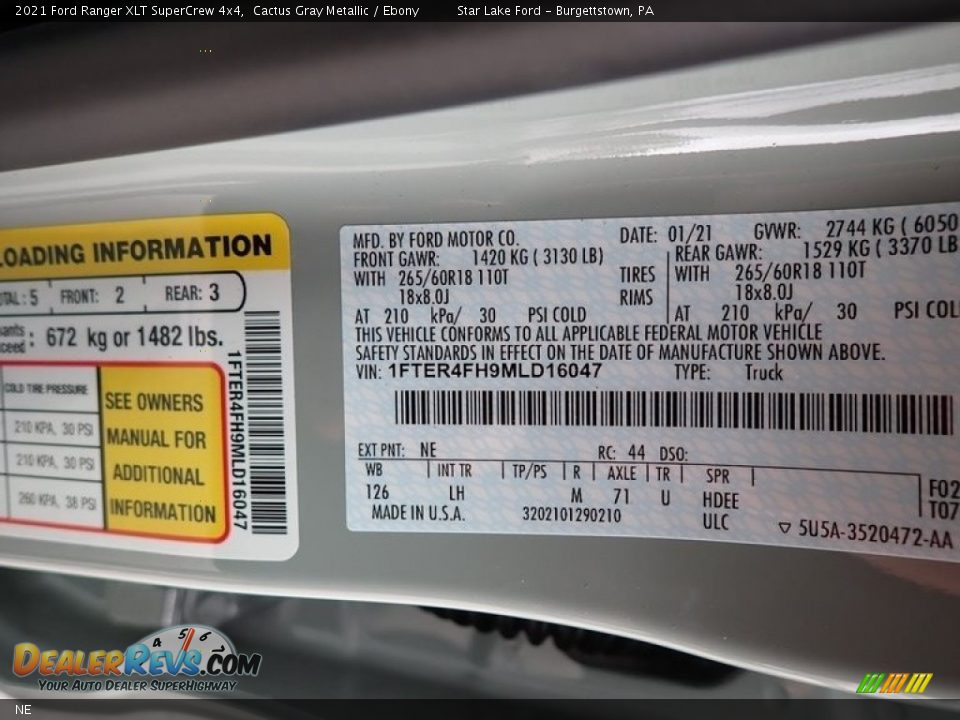 2021 Ford Ranger XLT SuperCrew 4x4, Cactus Gray Metallic / Ebony Star Lake Ford - Burgettstown, PA
LOADING INFORMATION
: 5 FRONT: 2 REAR: 3
: 672 kg or 1482 lbs.
COLD TIRE PRESSURE
210 KPA, 30 PSI
210 KPA, 30 PSI
260 KPA, 38 PSI
SEE OWNERS
MANUAL FOR
ADDITIONAL
INFORMATION
1FTER4FH9MLD16047
MFD. BY FORD MOTOR CO. DATE: 01/21 GVWR: 2744 KG ( 6050
FRONT GAWR: 1420 KG ( 3130 LB) REAR GAWR: 1529 KG ( 3370 LB
WITH 265/60R18 110T TIRES WITH 265/60R18 110T
18x8.0J RIMS 18x8.0J
AT 210 kPa/ 30 PSI COLD AT 210 kPa/ 30 PSI COL
THIS VEHICLE CONFORMS TO ALL APPLICABLE FEDERAL MOTOR VEHICLE
SAFETY STANDARDS IN EFFECT ON THE DATE OF MANUFACTURE SHOWN ABOVE.
VIN: 1FTER4FH9MLD16047 TYPE: Truck
EXT PNT: NE RC: 44 DSO:
WB INT TR TP/PS R AXLE TR SPR
126 LH M 71 U HDEE
F02
T07
MADE IN U.S.A. 3202101290210 ULC
5U5A-3520472-AA
DEALERREVS.COM
YOUR AUTO DEALER SUPERHIGHWAY
4 5 6
NE